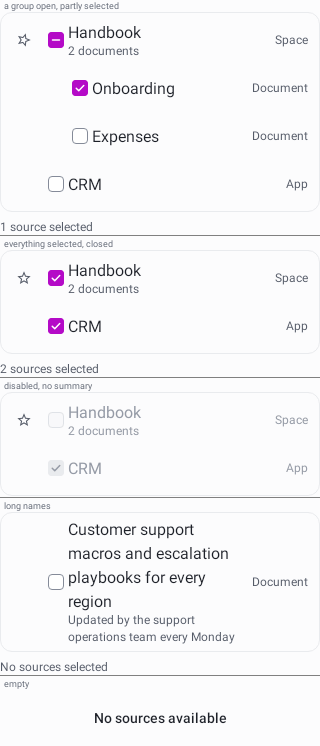 a group open, partly selected
Handbook
2 documents
Space
Onboarding
Document
Expenses
Document
CRM
App
1 source selected
everything selected, closed
Handbook
2 documents
Space
CRM
App
2 sources selected
disabled, no summary
Handbook
2 documents
Space
CRM
App
long names
Customer support
macros and escalation
playbooks for every
region
Document
Updated by the support
operations team every Monday
No sources selected
empty
No sources available